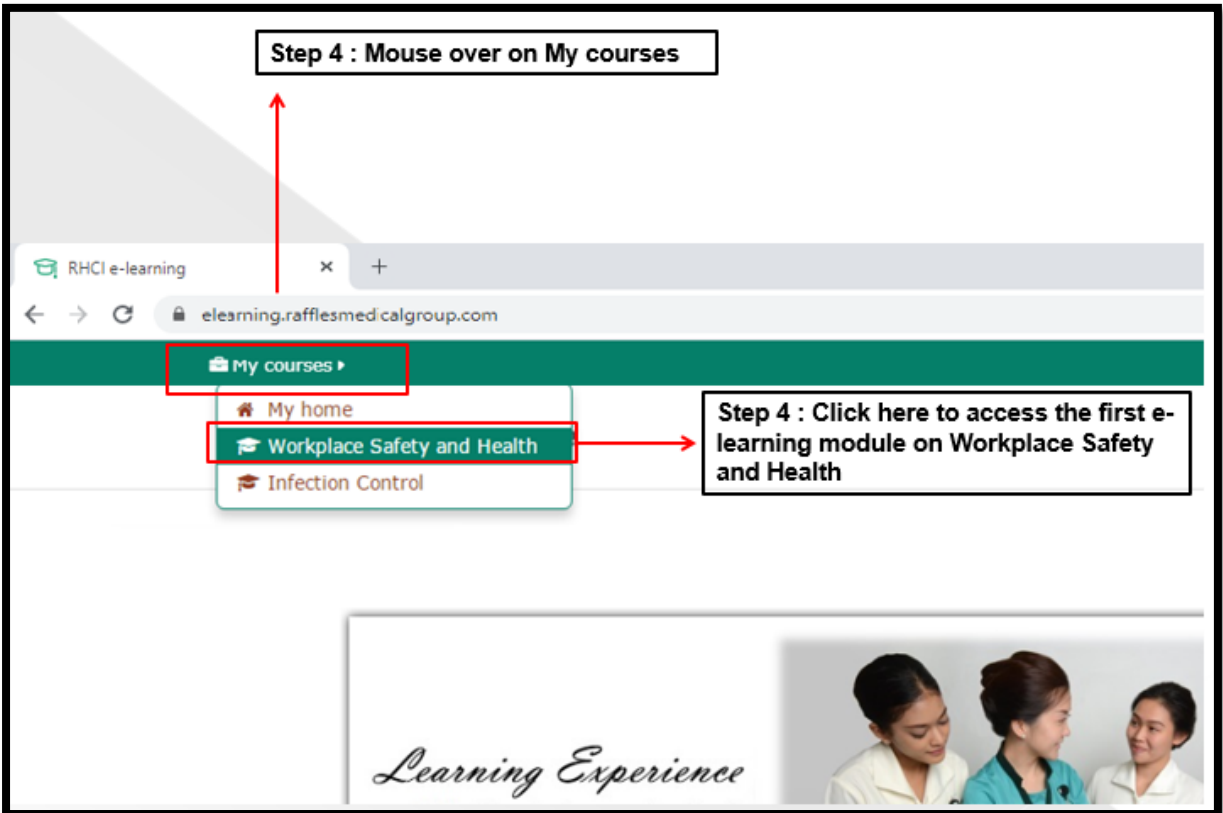 Step 4 : Mouse over on My courses
RHCI e-learning
elearning.rafflesmedicalgroup.com
My courses
My home
Workplace Safety and Health
Infection Control
Step 4 : Click here to access the first e-
learning module on Workplace Safety
and Health
Learning Experience